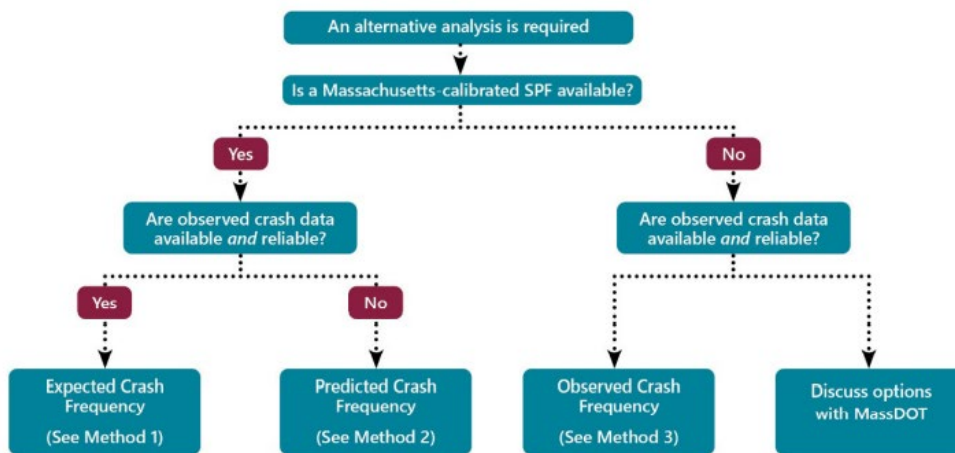 An alternative analysis is required
Is a Massachusetts-calibrated SPF available?
Yes
No
Are observed crash data
available and reliable?
Are observed crash data
available and reliable?
Yes
No
Expected Crash
Frequency
(See Method 1)
Predicted Crash
Frequency
(See Method 2)
Observed Crash
Frequency
(See Method 3)
Discuss options
with MassDOT